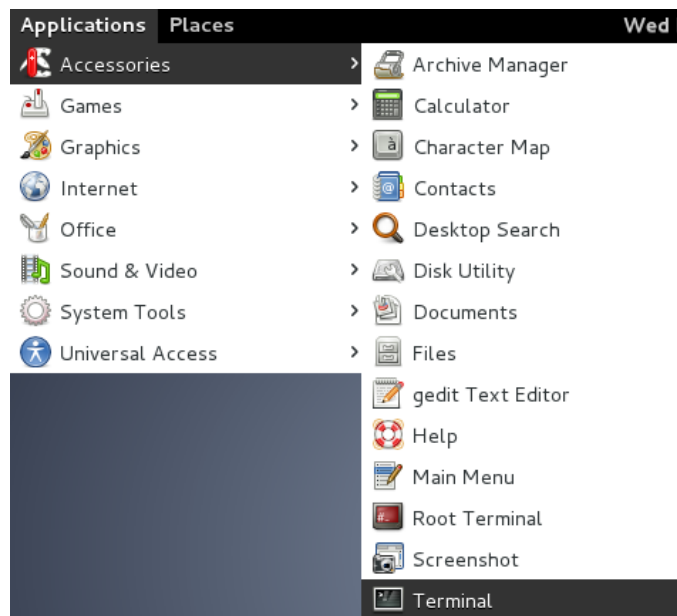 Applications Places Wed
Accessories
Games
Graphics
Internet
Office
Sound & Video
System Tools
Universal Access
Archive Manager
Calculator
Character Map
Contacts
Desktop Search
Disk Utility
Documents
Files
gedit Text Editor
Help
Main Menu
Root Terminal
Screenshot
Terminal